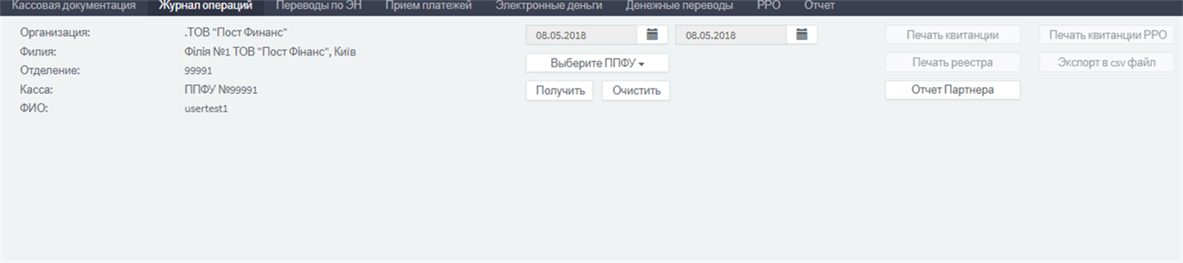 Кассовая документация Журнал операций Переводы по ЭН Прием платежей Электронные деньги Денежные переводы РРО Отчет
Организация: .ТОВ "Пост Финанс" 08.05.2018 08.05.2018 Печать квитанции Печать квитанции РРО
Филия: Філія №1 ТОВ "Пост Фінанс", Київ
Отделение: 99991 Выберите ППФУ Печать реестра Экспорт в csv файл
Касса: ППФУ №99991 Получить Очистить Отчет Партнера
ФИО: usertest1